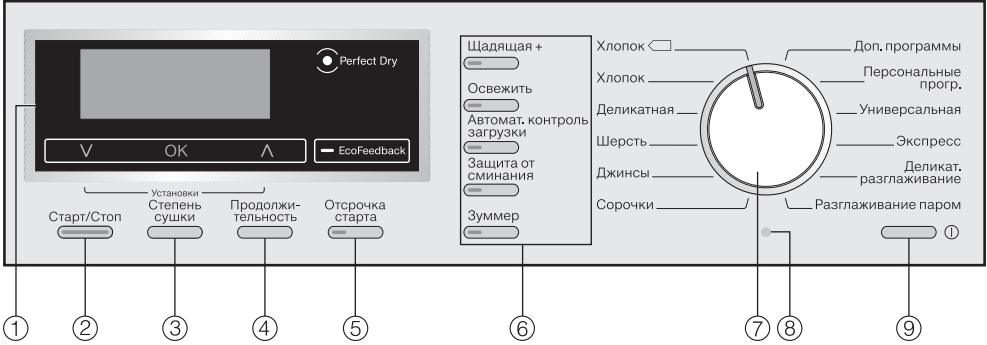 Perfect Dry
V
OK
Λ
EcoFeedback
Установки
Старт/Стоп
Степень
сушки
Продолжи-
тельность
Отсрочка
старта
Щадящая +
Освежить
Автомат. контроль
загрузки
Защита от
сминания
Зуммер
Хлопок
Хлопок
Деликатная
Шерсть
Джинсы
Сорочки
Доп. программы
Персональные
прогр.
Универсальная
Экспресс
Деликат.
разглаживание
Разглаживание паром
1
2
3
4
5
6
7
8
9